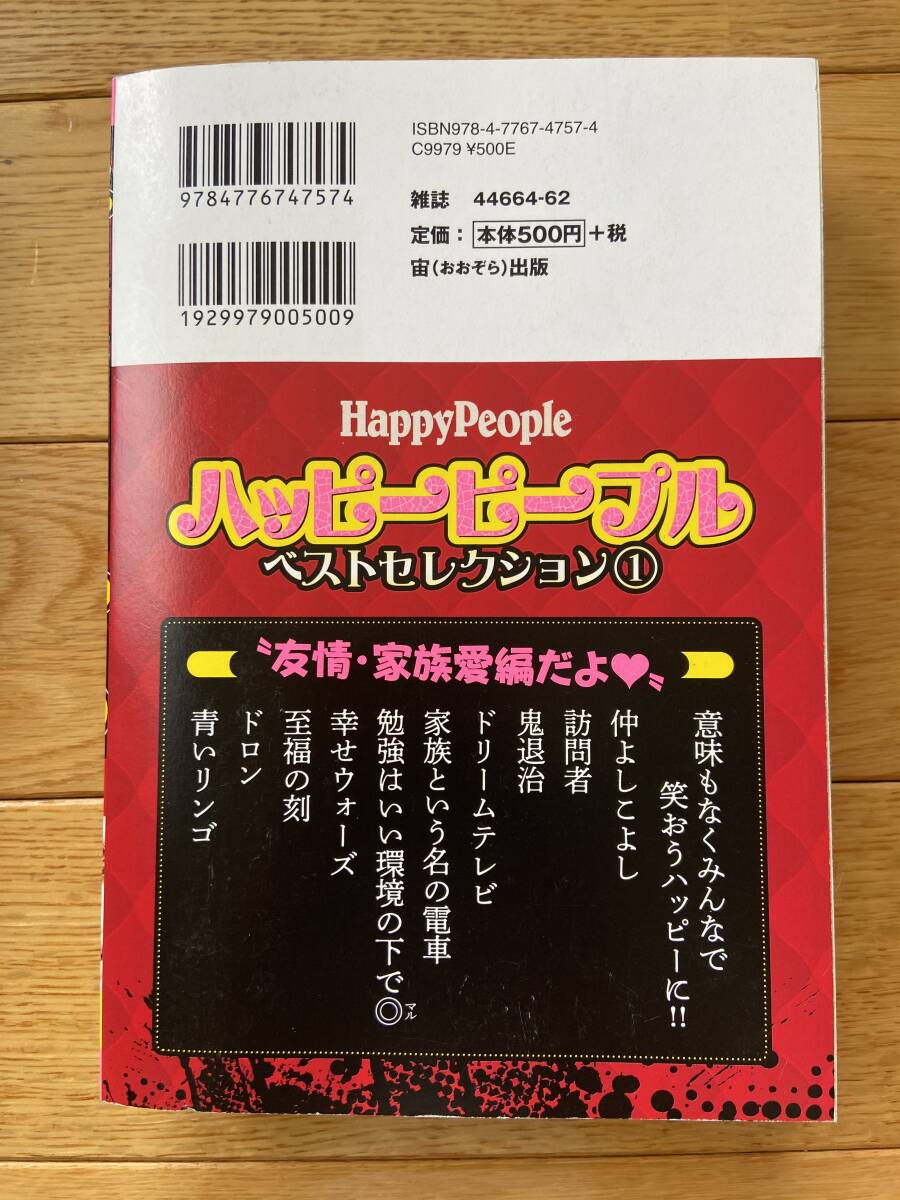 ISBN978-4-7767-4757-4
C9979 ¥500E
9784776747574
雑誌 44664-62
定価：本体500円+税
宙(おおぞら)出版
1929979005009
HappyPeople
ハッピーピープル
ベストセレクション①
〝友情・家族愛編だよ♥〟
意味もなくみんなで
笑おうハッピーに!!
仲よしこよし
訪問者
鬼退治
ドリームテレビ
家族という名の電車
勉強はいい環境の下で◎マル
幸せウォーズ
至福の刻
ドロン
青いリンゴ